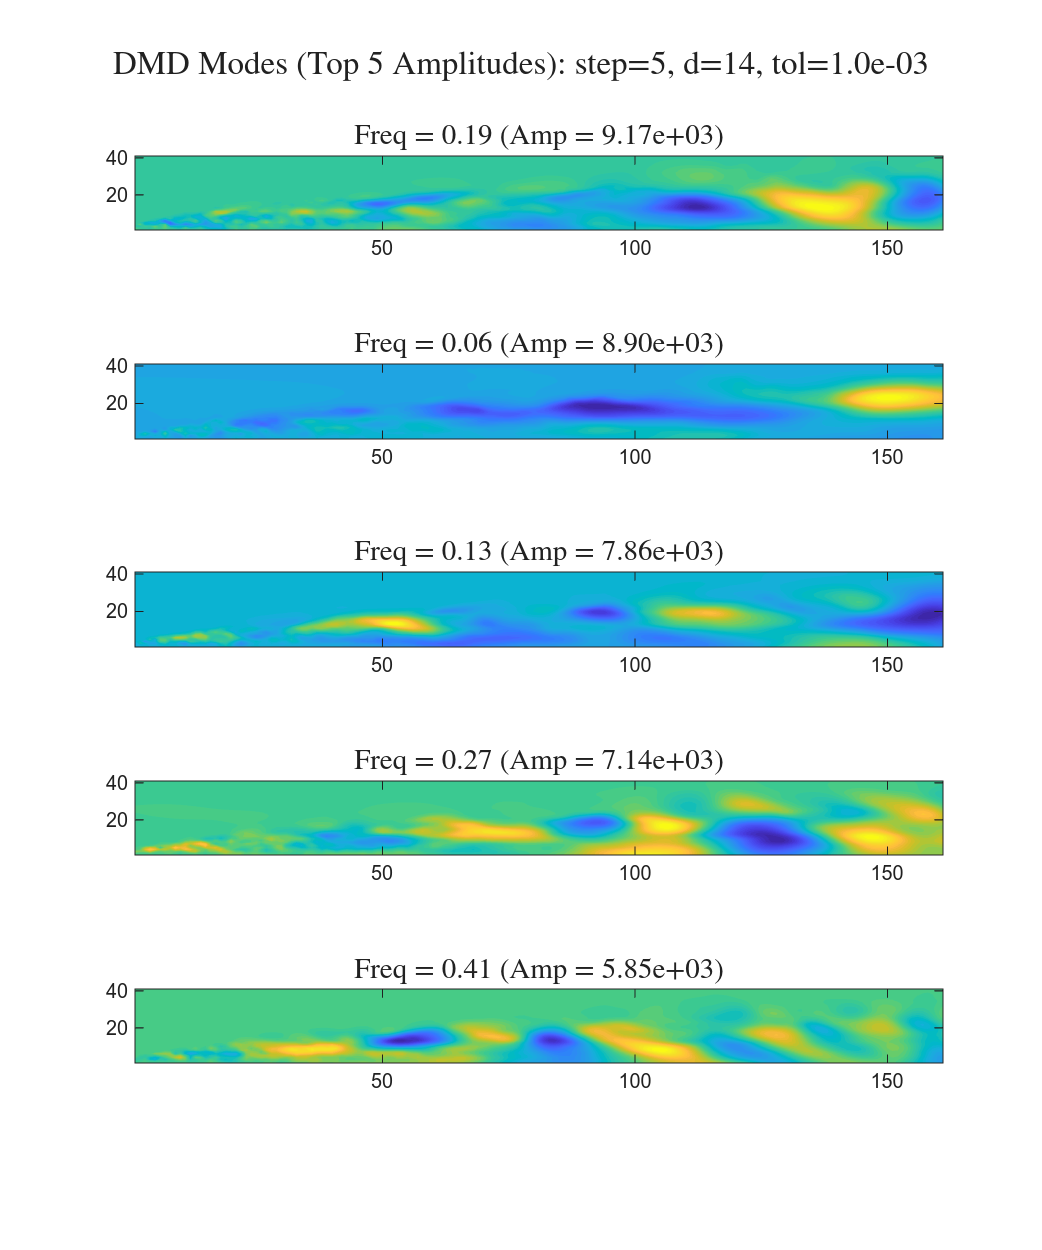 DMD Modes (Top 5 Amplitudes): step=5, d=14, tol=1.0e-03
Freq = 0.19 (Amp = 9.17e+03)
40
20
50 100 150
Freq = 0.06 (Amp = 8.90e+03)
40
20
50 100 150
Freq = 0.13 (Amp = 7.86e+03)
40
20
50 100 150
Freq = 0.27 (Amp = 7.14e+03)
40
20
50 100 150
Freq = 0.41 (Amp = 5.85e+03)
40
20
50 100 150